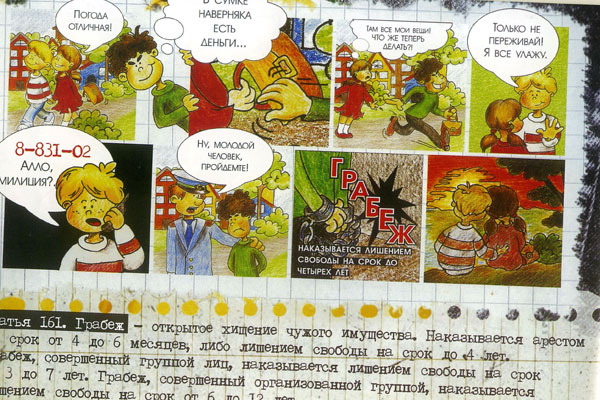 ПОГОДА
ОТЛИЧНАЯ!
В СУМКЕ
НАВЕРНЯКА
ЕСТЬ
ДЕНЬГИ...
ТАМ ВСЕ МОИ ВЕЩИ!
ЧТО ЖЕ ТЕПЕРЬ
ДЕЛАТЬ?!
ТОЛЬКО НЕ
ПЕРЕЖИВАЙ!
Я ВСЕ УЛАЖУ.
8-831-02
АЛЛО,
МИЛИЦИЯ?
НУ, МОЛОДОЙ
ЧЕЛОВЕК,
ПРОЙДЕМТЕ!
ГРАБЕЖ
НАКАЗЫВАЕТСЯ ЛИШЕНИЕМ
СВОБОДЫ НА СРОК ДО
ЧЕТЫРЕХ ЛЕТ
атья 161. Грабеж - открытое хищение чужого имущества. Наказывается арестом
срок от 4 до 6 месяцев, либо лишением свободы на срок до 4 лет.
абеж, совершенный группой лиц, наказывается лишением свободы на срок
3 до 7 лет. Грабеж, совершенный организованной группой, наказывается
шением свободы на срок от 6 до 12 лет